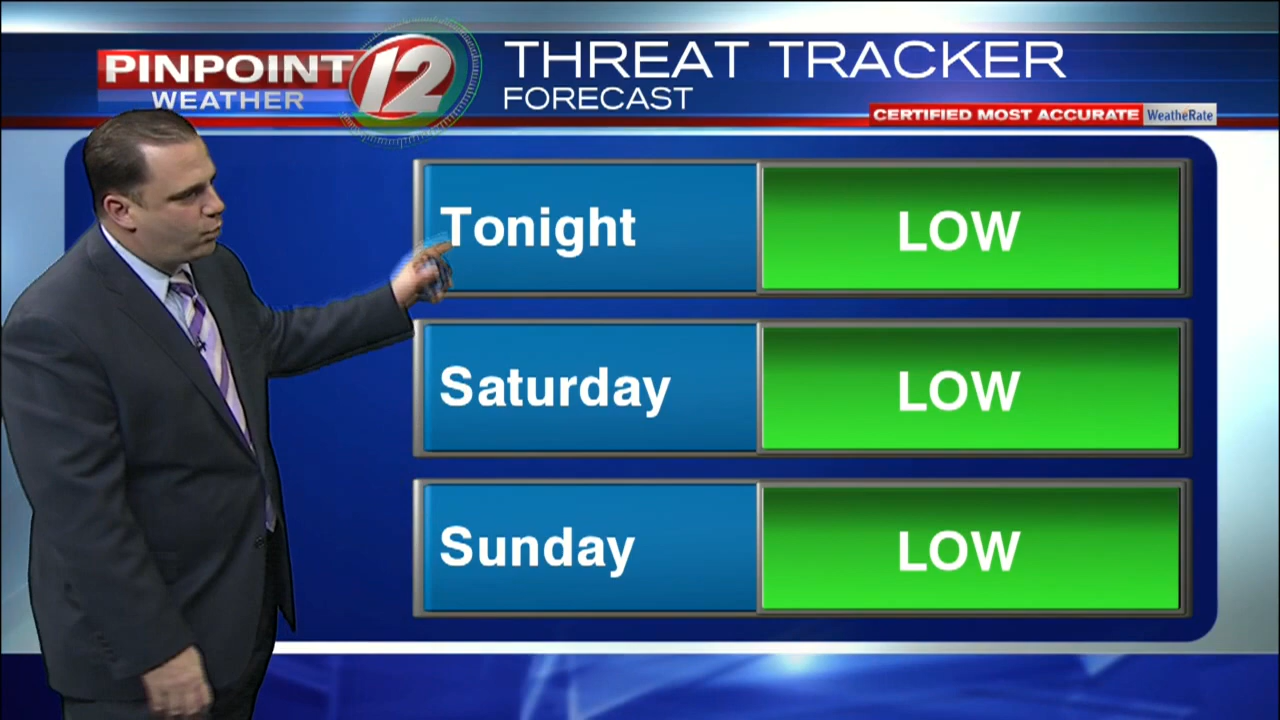 PINPOINT 12
WEATHER
THREAT TRACKER
FORECAST
CERTIFIED MOST ACCURATE WeatheRate
Tonight LOW
Saturday LOW
Sunday LOW